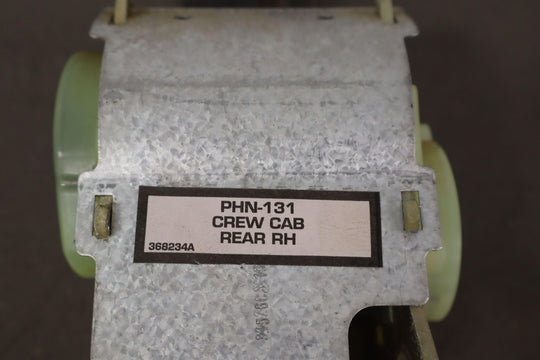 PHN-131
CREW CAB
REAR RH
368234A